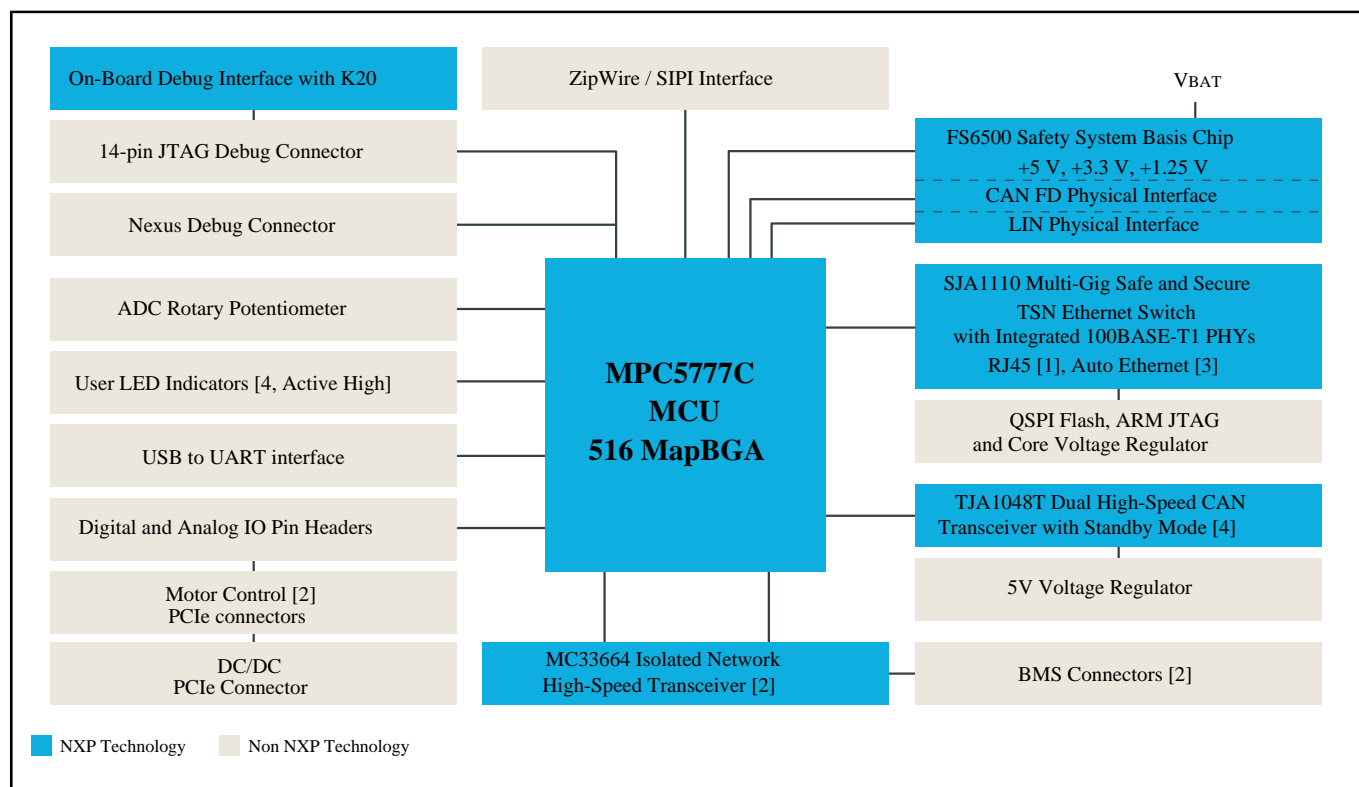 On-Board Debug Interface with K20
14-pin JTAG Debug Connector
Nexus Debug Connector
ADC Rotary Potentiometer
User LED Indicators [4, Active High]
USB to UART interface
Digital and Analog IO Pin Headers
Motor Control [2]
PCIe connectors
DC/DC
PCIe Connector
ZipWire / SIPI Interface
MPC5777C
MCU
516 MapBGA
MC33664 Isolated Network
High-Speed Transceiver [2]
VBAT
FS6500 Safety System Basis Chip
+5 V, +3.3 V, +1.25 V
CAN FD Physical Interface
LIN Physical Interface
SJA1110 Multi-Gig Safe and Secure
TSN Ethernet Switch
with Integrated 100BASE-T1 PHYs
RJ45 [1], Auto Ethernet [3]
QSPI Flash, ARM JTAG
and Core Voltage Regulator
TJA1048T Dual High-Speed CAN
Transceiver with Standby Mode [4]
5V Voltage Regulator
BMS Connectors [2]
NXP Technology
Non NXP Technology